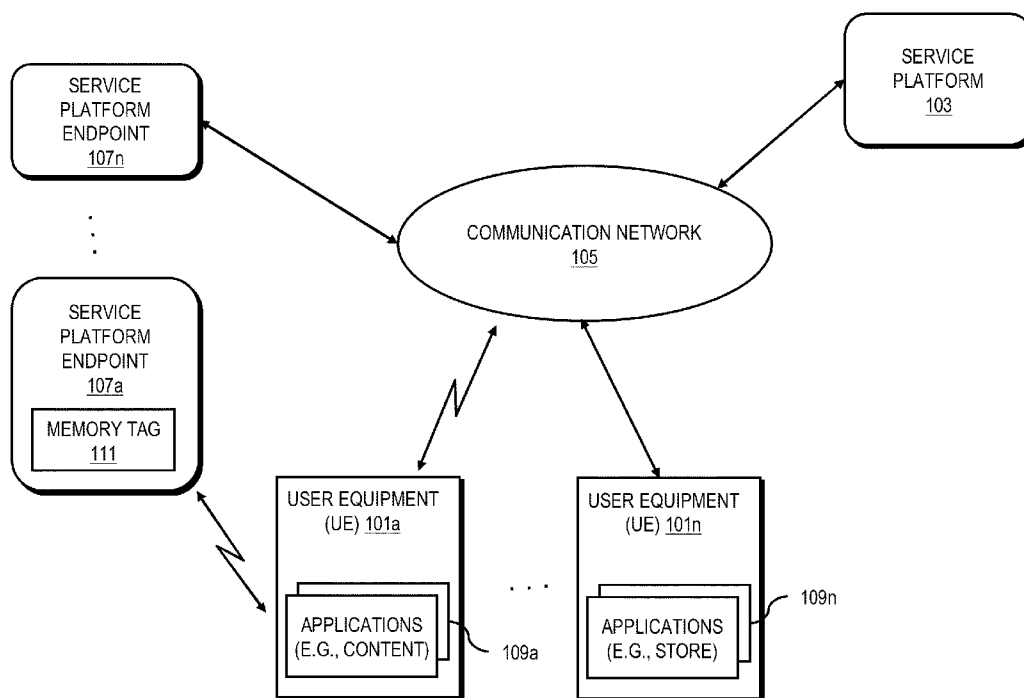 SERVICE
PLATFORM
ENDPOINT
107n
SERVICE
PLATFORM
103
COMMUNICATION NETWORK
105
SERVICE
PLATFORM
ENDPOINT
107a
MEMORY TAG
111
USER EQUIPMENT
(UE) 101a
APPLICATIONS
(E.G., CONTENT)
109a
USER EQUIPMENT
(UE) 101n
APPLICATIONS
(E.G., STORE)
109n